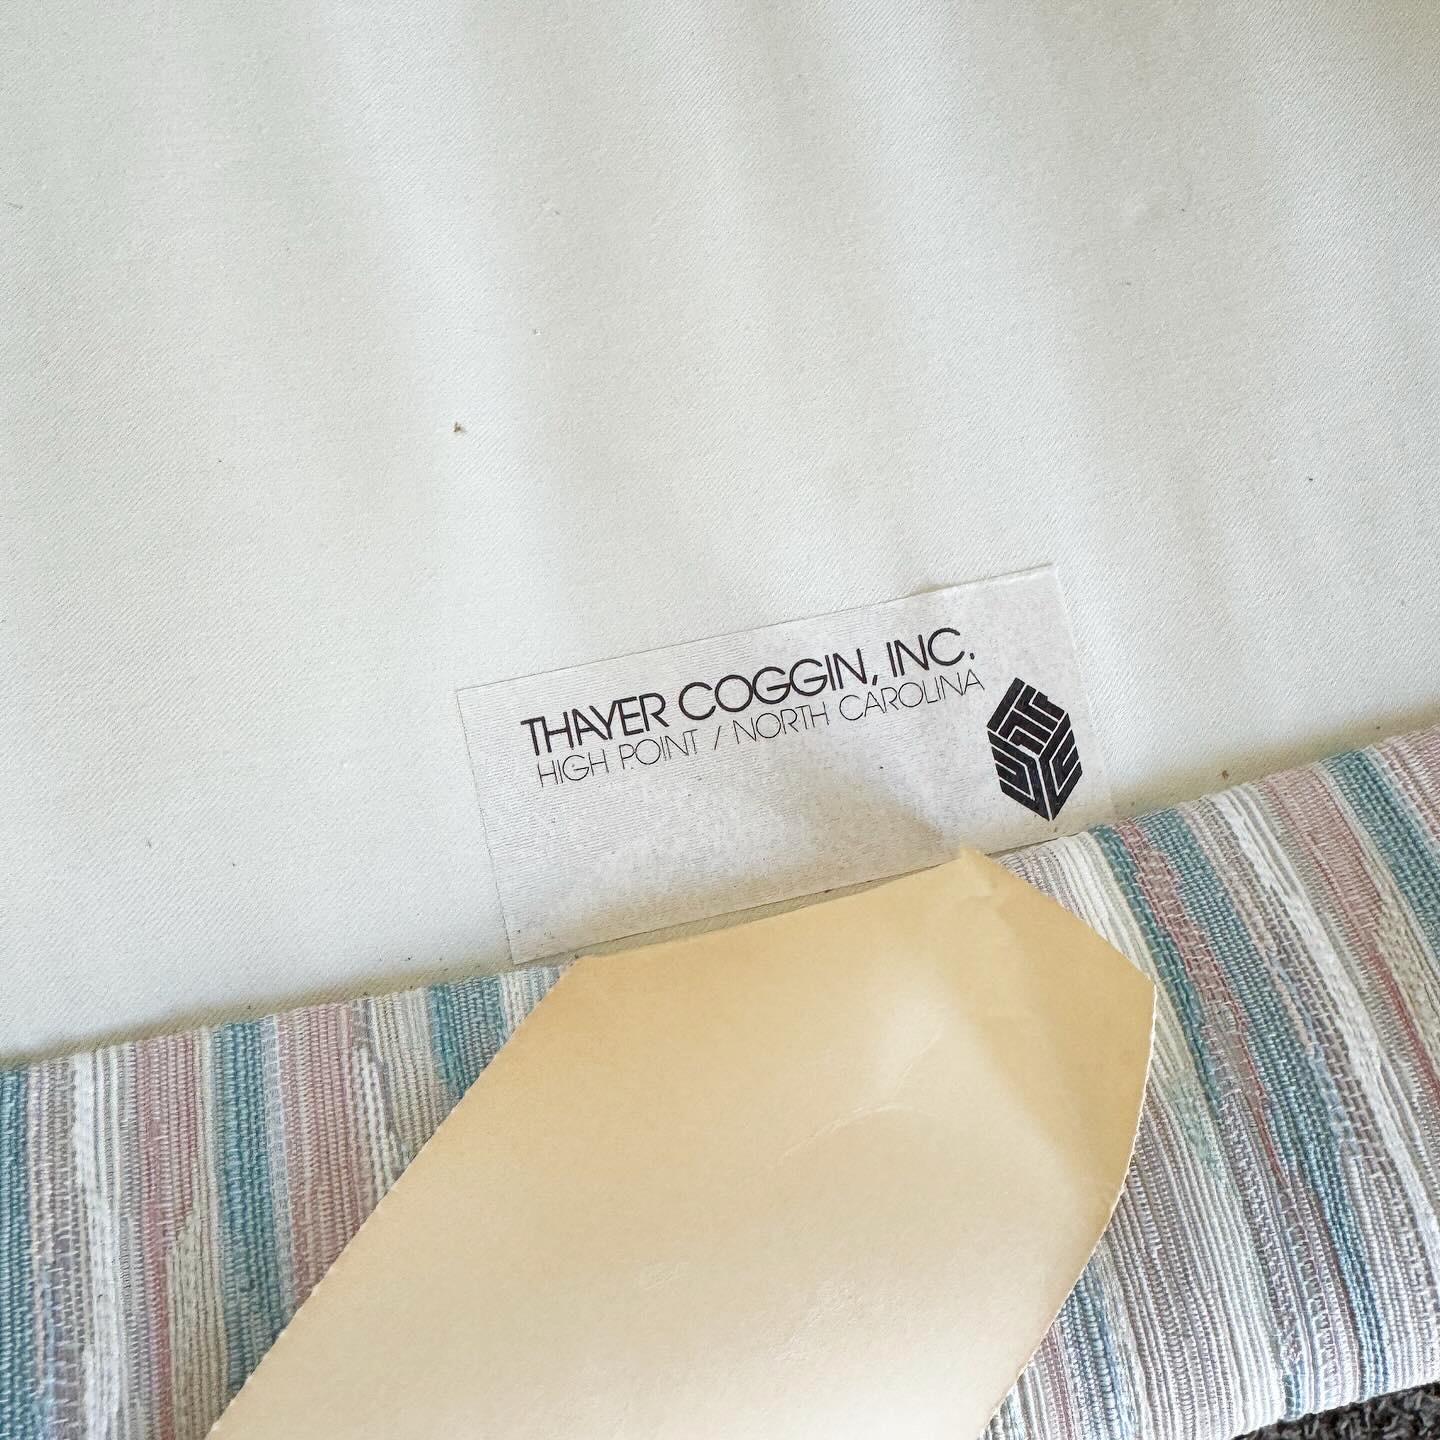 THAYER COGGIN, INC.
HIGH POINT / NORTH CAROLINA